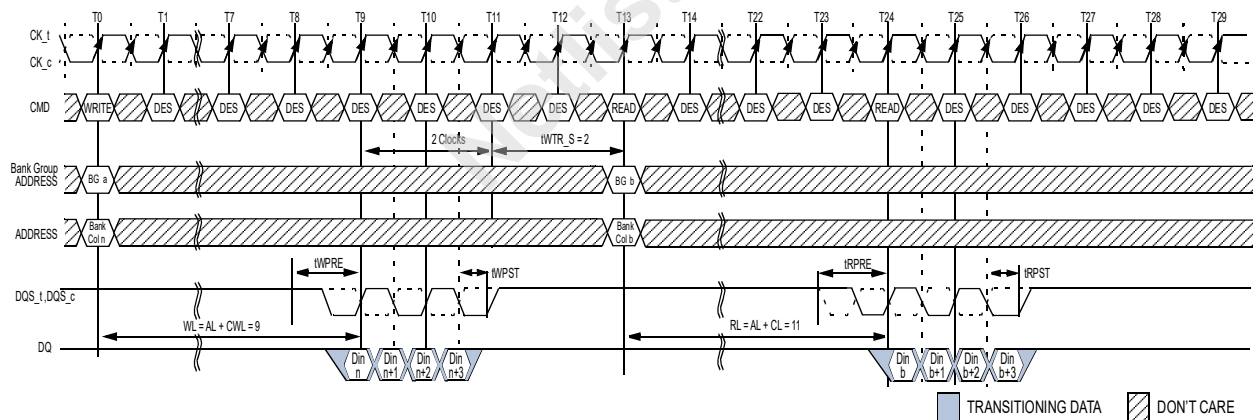 T0 T1 T7 T8 T9 T10 T11 T12 T13 T14 T22 T23 T24 T25 T26 T27 T28 T29
CK_t
CK_c
CMD WRITE DES DES DES DES DES DES DES READ DES DES DES READ DES DES DES DES DES
2 Clocks tWTR_S = 2
Bank Group
ADDRESS BG a BG b
ADDRESS Bank Col n Bank Col b
tWPRE tWPST tRPRE tRPST
DQS_t,DQS_c
WL = AL + CWL = 9 RL = AL + CL = 11
DQ Din n Din n+1 Din n+2 Din n+3 Din b Din b+1 Din b+2 Din b+3
TRANSITIONING DATA DON'T CARE